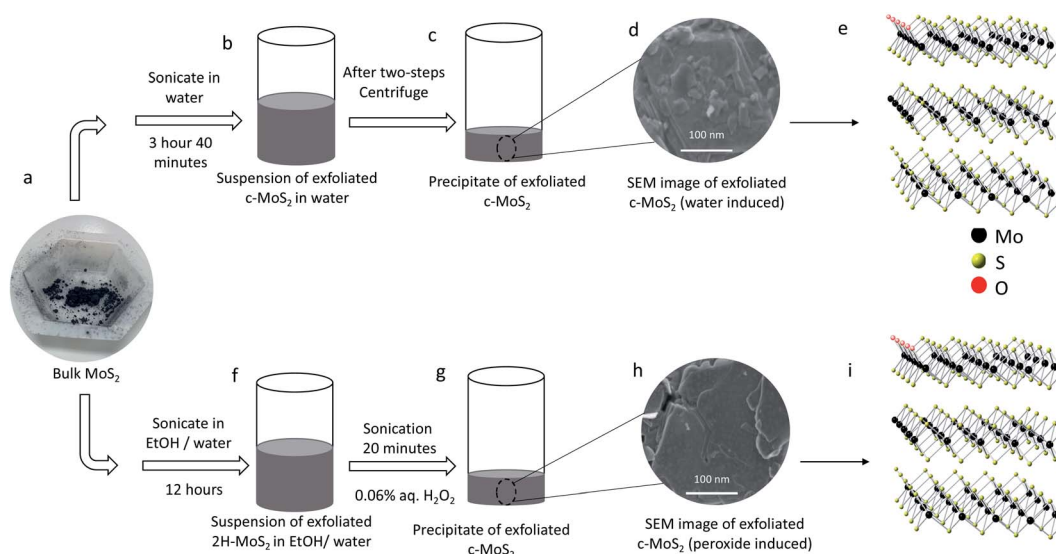 a
Bulk MoS₂
Sonicate in
water
3 hour 40
minutes
b
Suspension of exfoliated
c-MoS₂ in water
After two-steps
Centrifuge
c
Precipitate of exfoliated
c-MoS₂
d
100 nm
SEM image of exfoliated
c-MoS₂ (water induced)
e
Mo
S
O
Sonicate in
EtOH / water
12 hours
f
Suspension of exfoliated
2H-MoS₂ in EtOH/ water
Sonication
20 minutes
0.06% aq. H₂O₂
g
Precipitate of exfoliated
c-MoS₂
h
100 nm
SEM image of exfoliated
c-MoS₂ (peroxide induced)
i